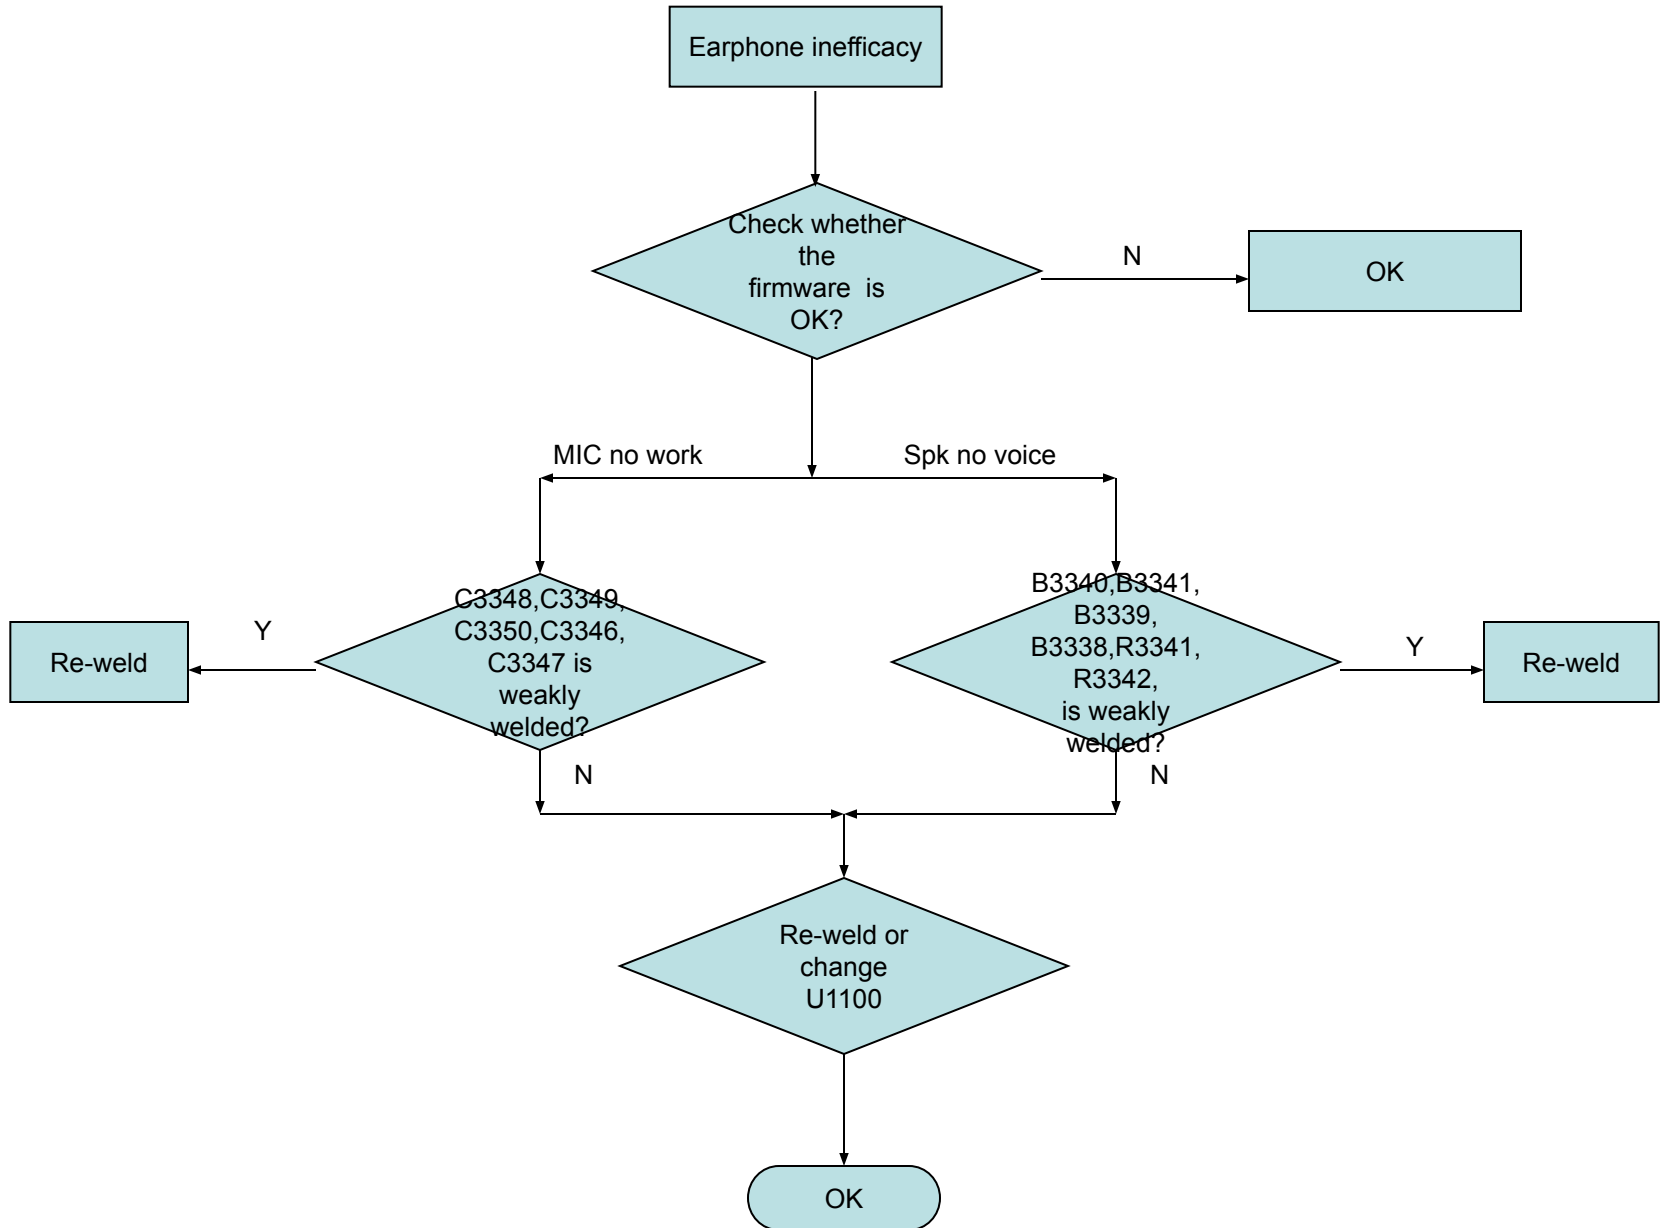 Earphone inefficacy
Check whether
the
firmware  is
OK?
N
OK
MIC no work
Spk no voice
C3348,C3349,
C3350,C3346,
C3347 is
weakly
welded?
Y
Re-weld
B3340,B3341,
B3339,
B3338,R3341,
R3342,
is weakly
welded?
Y
Re-weld
N
N
Re-weld or
change
U1100
OK